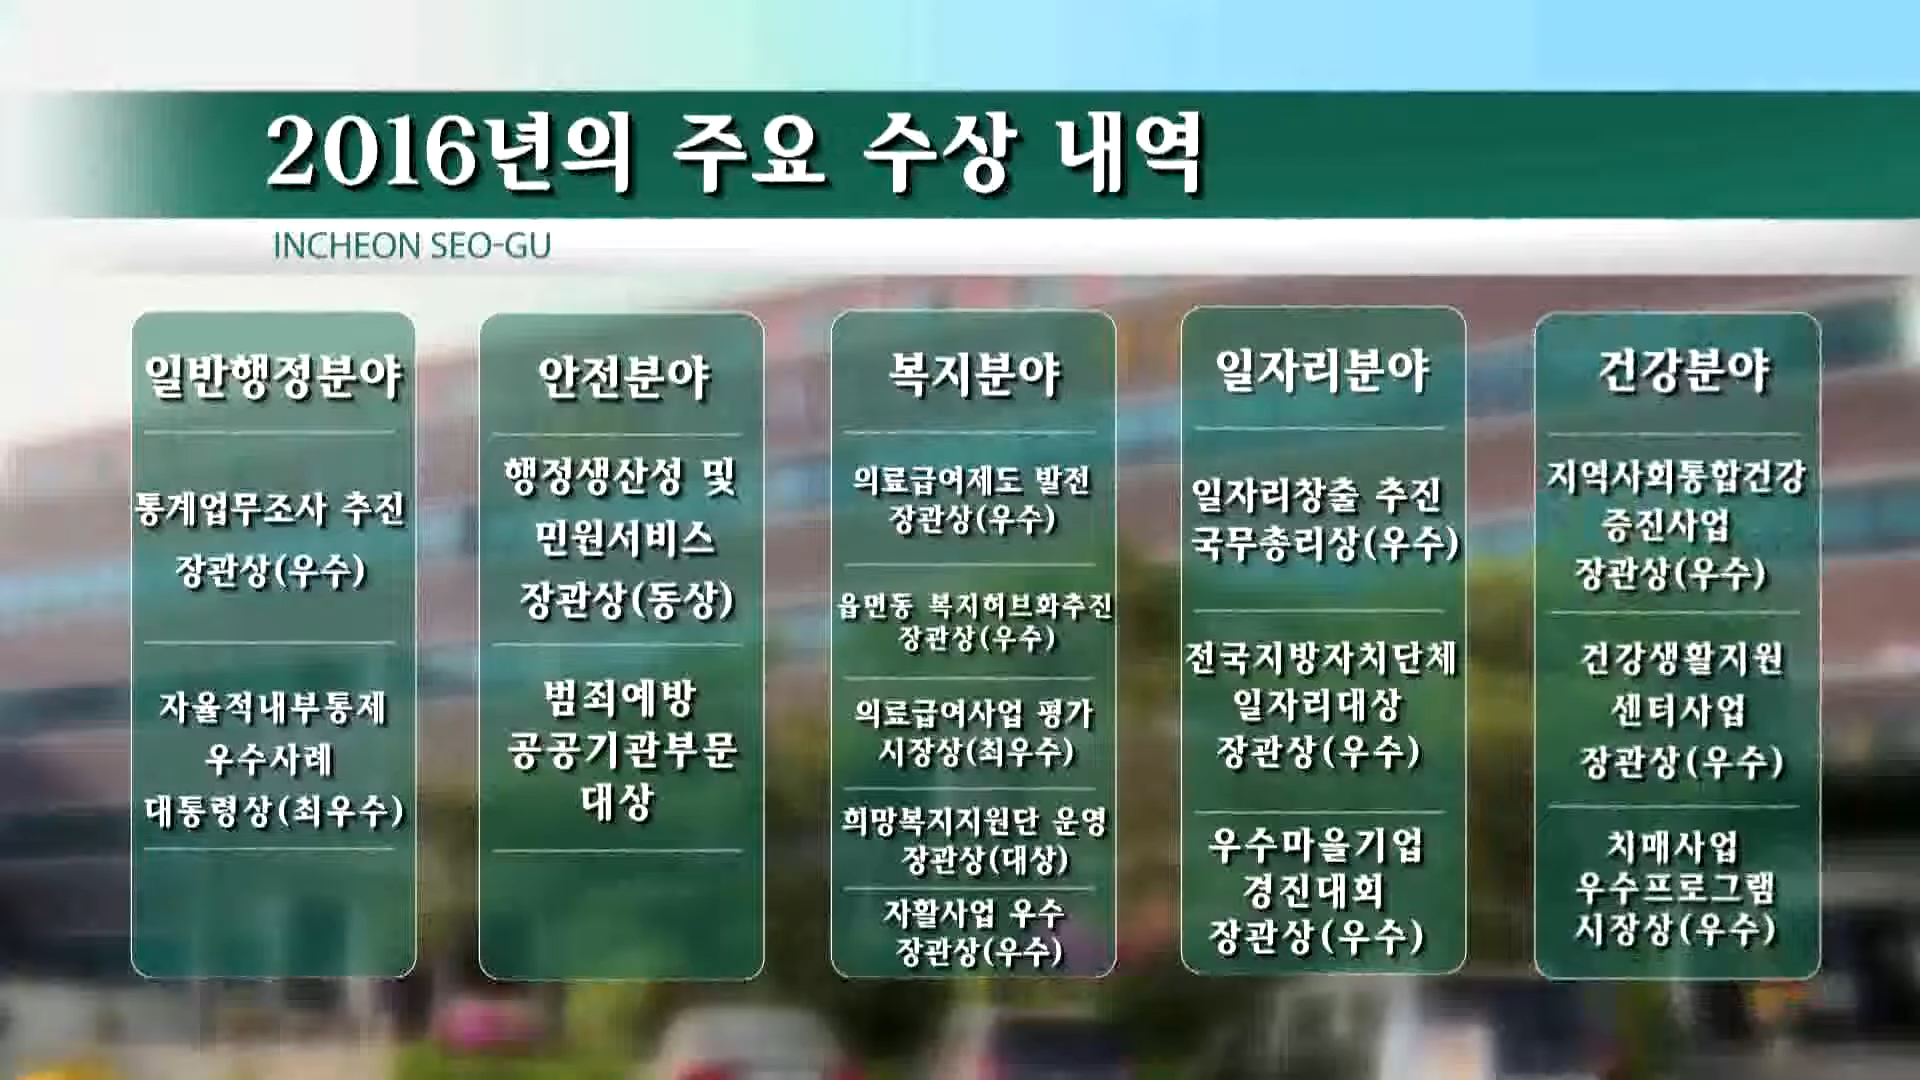 2016년의 주요 수상 내역
INCHEON SEO-GU
일반행정분야
통계업무조사 추진
장관상(우수)
자율적내부통제
우수사례
대통령상(최우수)
안전분야
행정생산성 및
민원서비스
장관상(동상)
범죄예방
공공기관부문
대상
복지분야
의료급여제도 발전
장관상(우수)
읍면동 복지허브화추진
장관상(우수)
의료급여사업 평가
시장상(최우수)
희망복지지원단 운영
장관상(대상)
자활사업 우수
장관상(우수)
일자리분야
일자리창출 추진
국무총리상(우수)
전국지방자치단체
일자리대상
장관상(우수)
우수마을기업
경진대회
장관상(우수)
건강분야
지역사회통합건강
증진사업
장관상(우수)
건강생활지원
센터사업
장관상(우수)
치매사업
우수프로그램
시장상(우수)